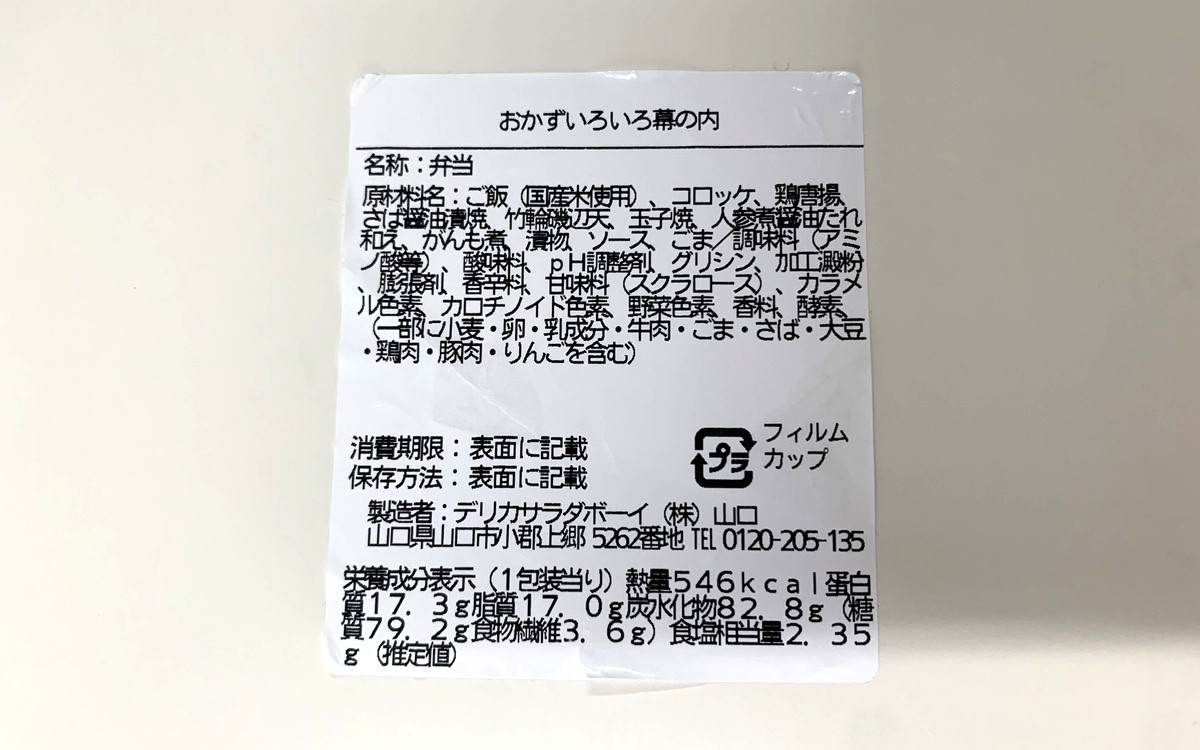 おかずいろいろ幕の内
名称：弁当
原材料名：ご飯（国産米使用）、コロッケ、鶏唐揚、
さば醤油漬焼、竹輪磯辺天、玉子焼、人参煮醤油たれ
和え、がんも煮、漬物、ソース、ごま／調味料（アミ
ノ酸等）、酸味料、ｐＨ調整剤、グリシン、加工澱粉
、膨張剤、香辛料、甘味料（スクラロース）、カラメ
ル色素、カロチノイド色素、野菜色素、香料、酵素、
（一部に小麦・卵・乳成分・牛肉・ごま・さば・大豆
・鶏肉・豚肉・りんごを含む）
消費期限：表面に記載
保存方法：表面に記載
プラ
フィルム
カップ
製造者：デリカサラダボーイ（株）山口
山口県山口市小郡上郷 5262番地 TEL 0120-205-135
栄養成分表示（１包装当り）熱量５４６ｋｃａｌ蛋白
質１７．３ｇ脂質１７．０ｇ炭水化物８２．８ｇ（糖
質７９．２ｇ食物繊維３．６ｇ）食塩相当量２．３５
ｇ（推定値）